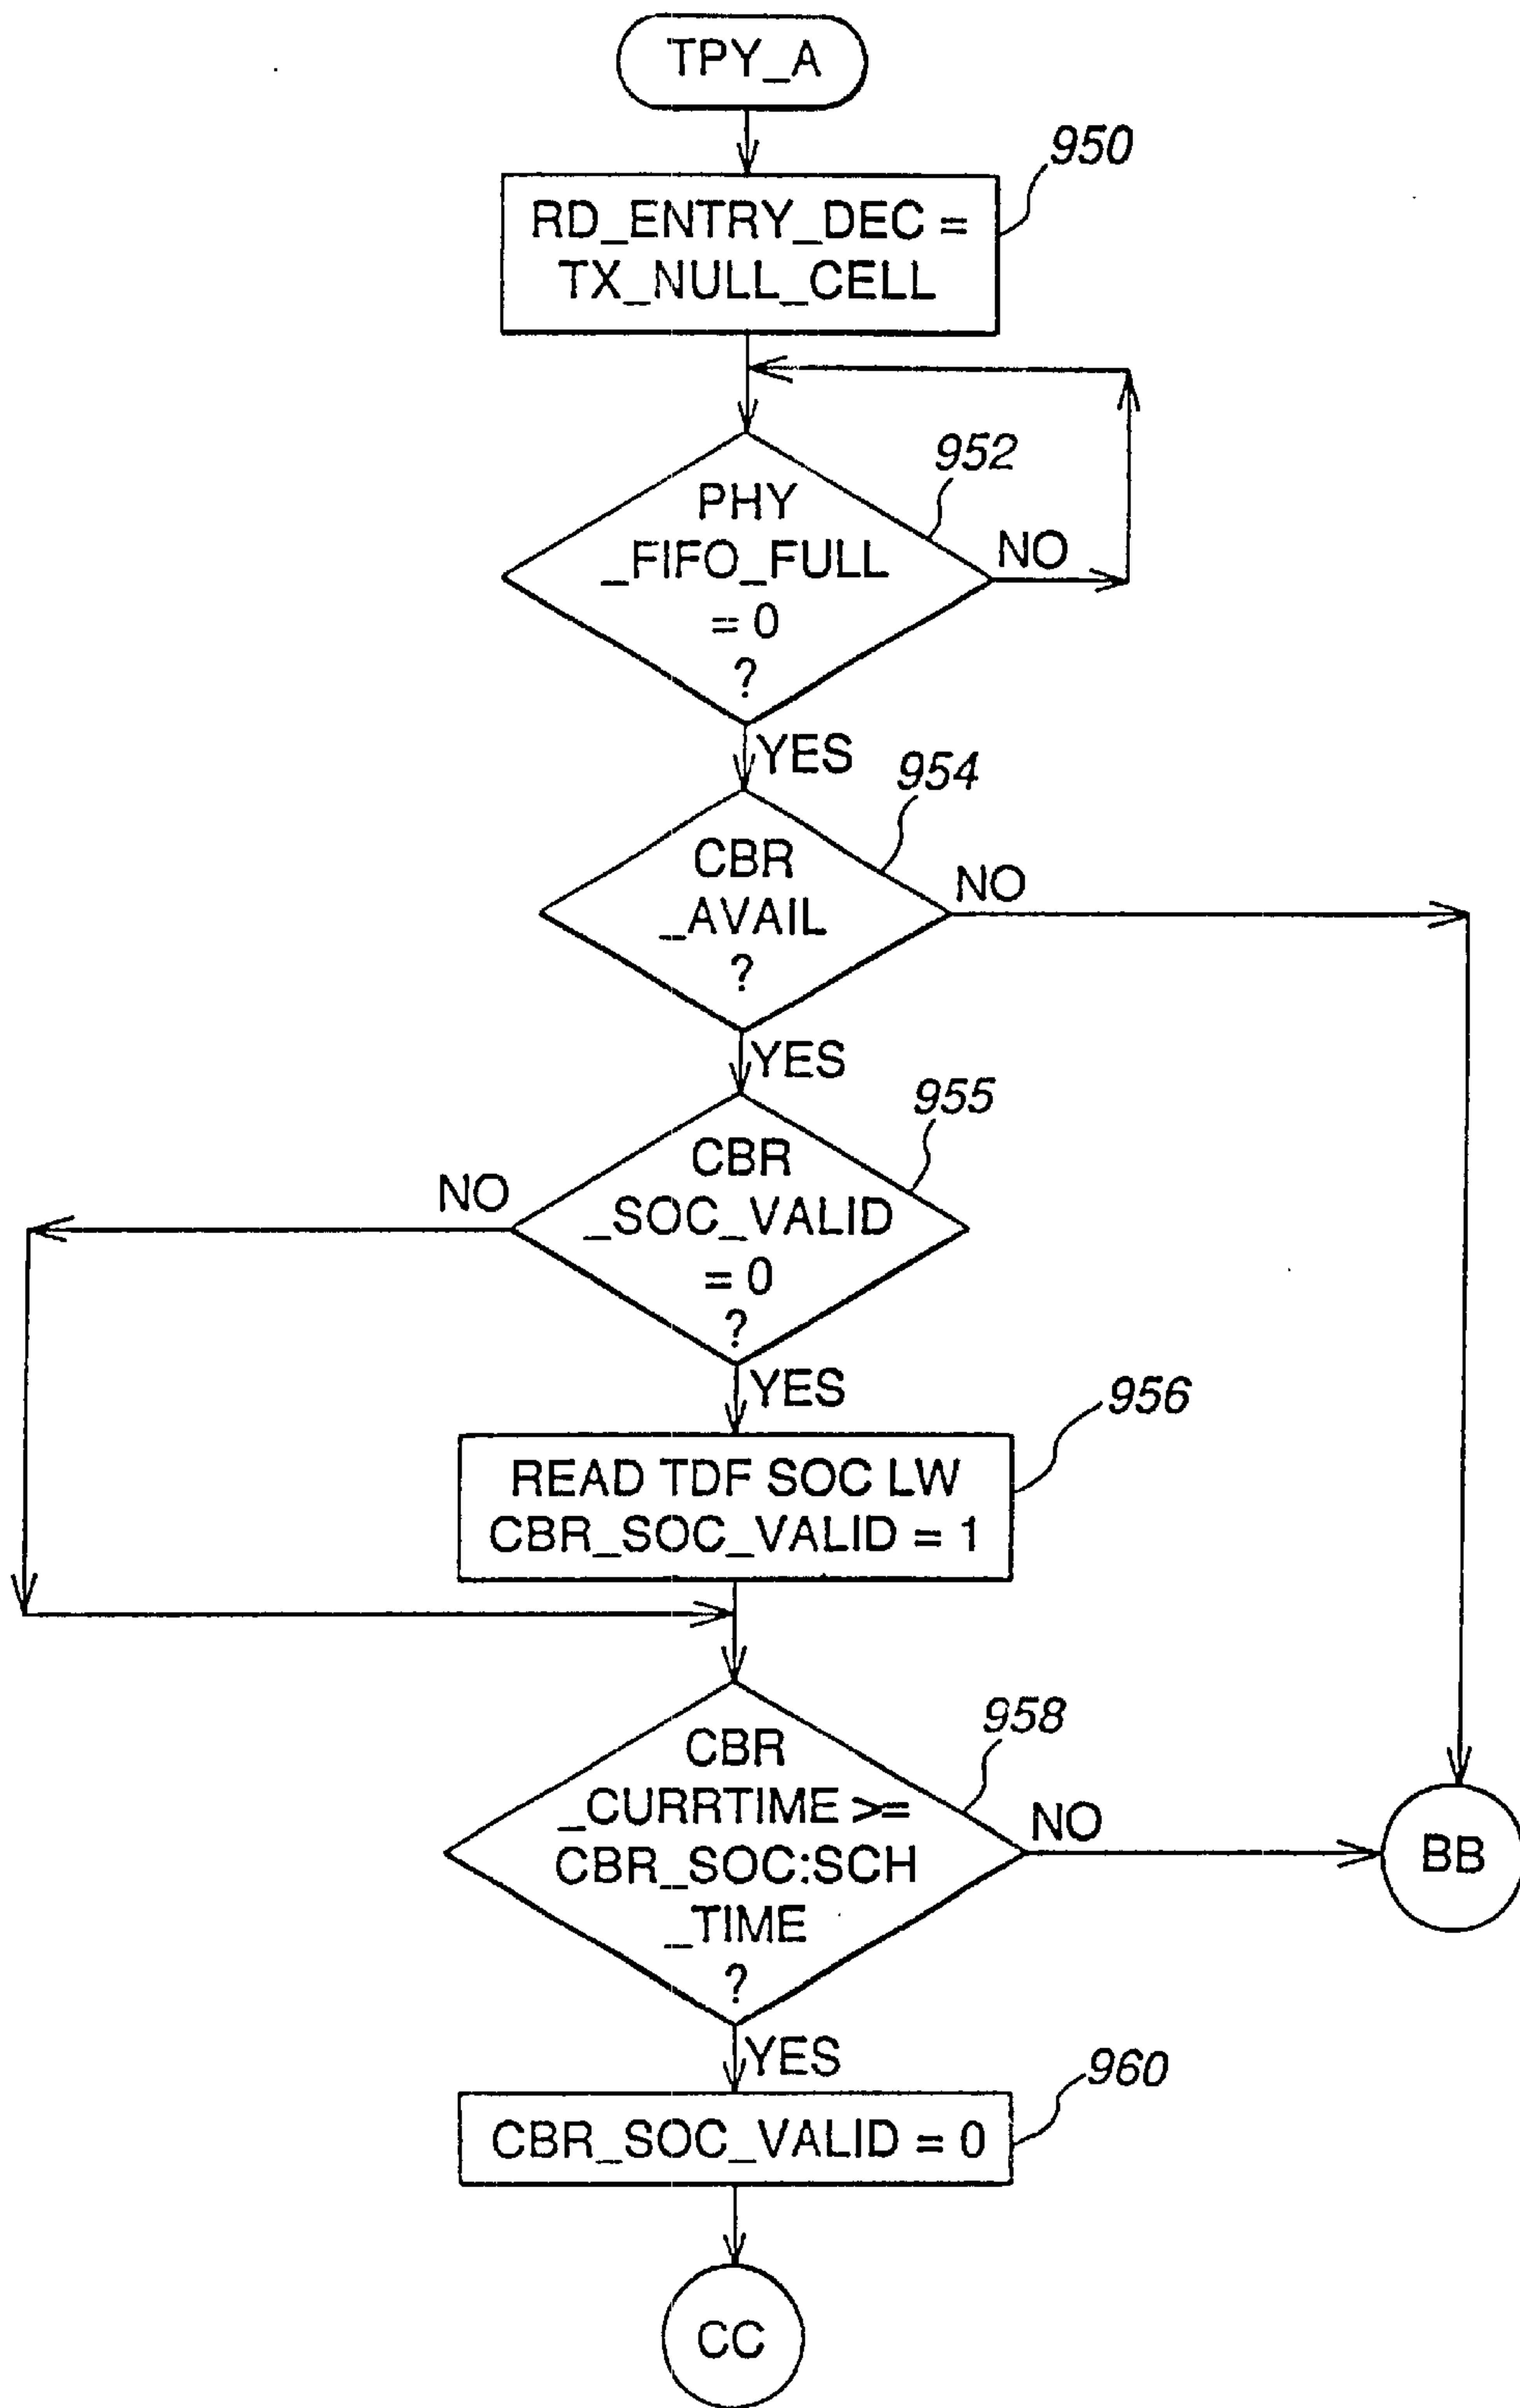 TPY_A
950
RD_ENTRY_DEC =
TX_NULL_CELL
952
PHY
_FIFO_FULL
= 0
?
NO
YES
954
CBR
_AVAIL
?
NO
YES
955
CBR
_SOC_VALID
= 0
?
NO
YES
956
READ TDF SOC LW
CBR_SOC_VALID = 1
958
CBR
_CURRTIME >=
CBR_SOC:SCH
_TIME
?
NO
BB
YES
960
CBR_SOC_VALID = 0
CC